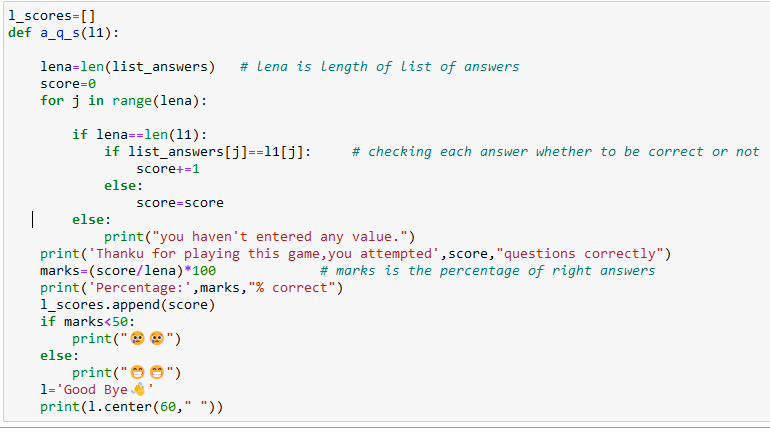 l_scores=[]
def a_q_s(l1):
lena=len(list_answers)   # lena is length of list of answers
score=0
for j in range(lena):
if lena==len(l1):
if list_answers[j]==l1[j]:     # checking each answer whether to be correct or not
score+=1
else:
score=score
else:
print("you haven't entered any value.")
print('Thanku for playing this game,you attempted',score,"questions correctly")
marks=(score/lena)*100             # marks is the percentage of right answers
print('Percentage:',marks,"% correct")
l_scores.append(score)
if marks<50:
print("😢😢")
else:
print("😁😁")
l='Good Bye👋'
print(l.center(60," "))